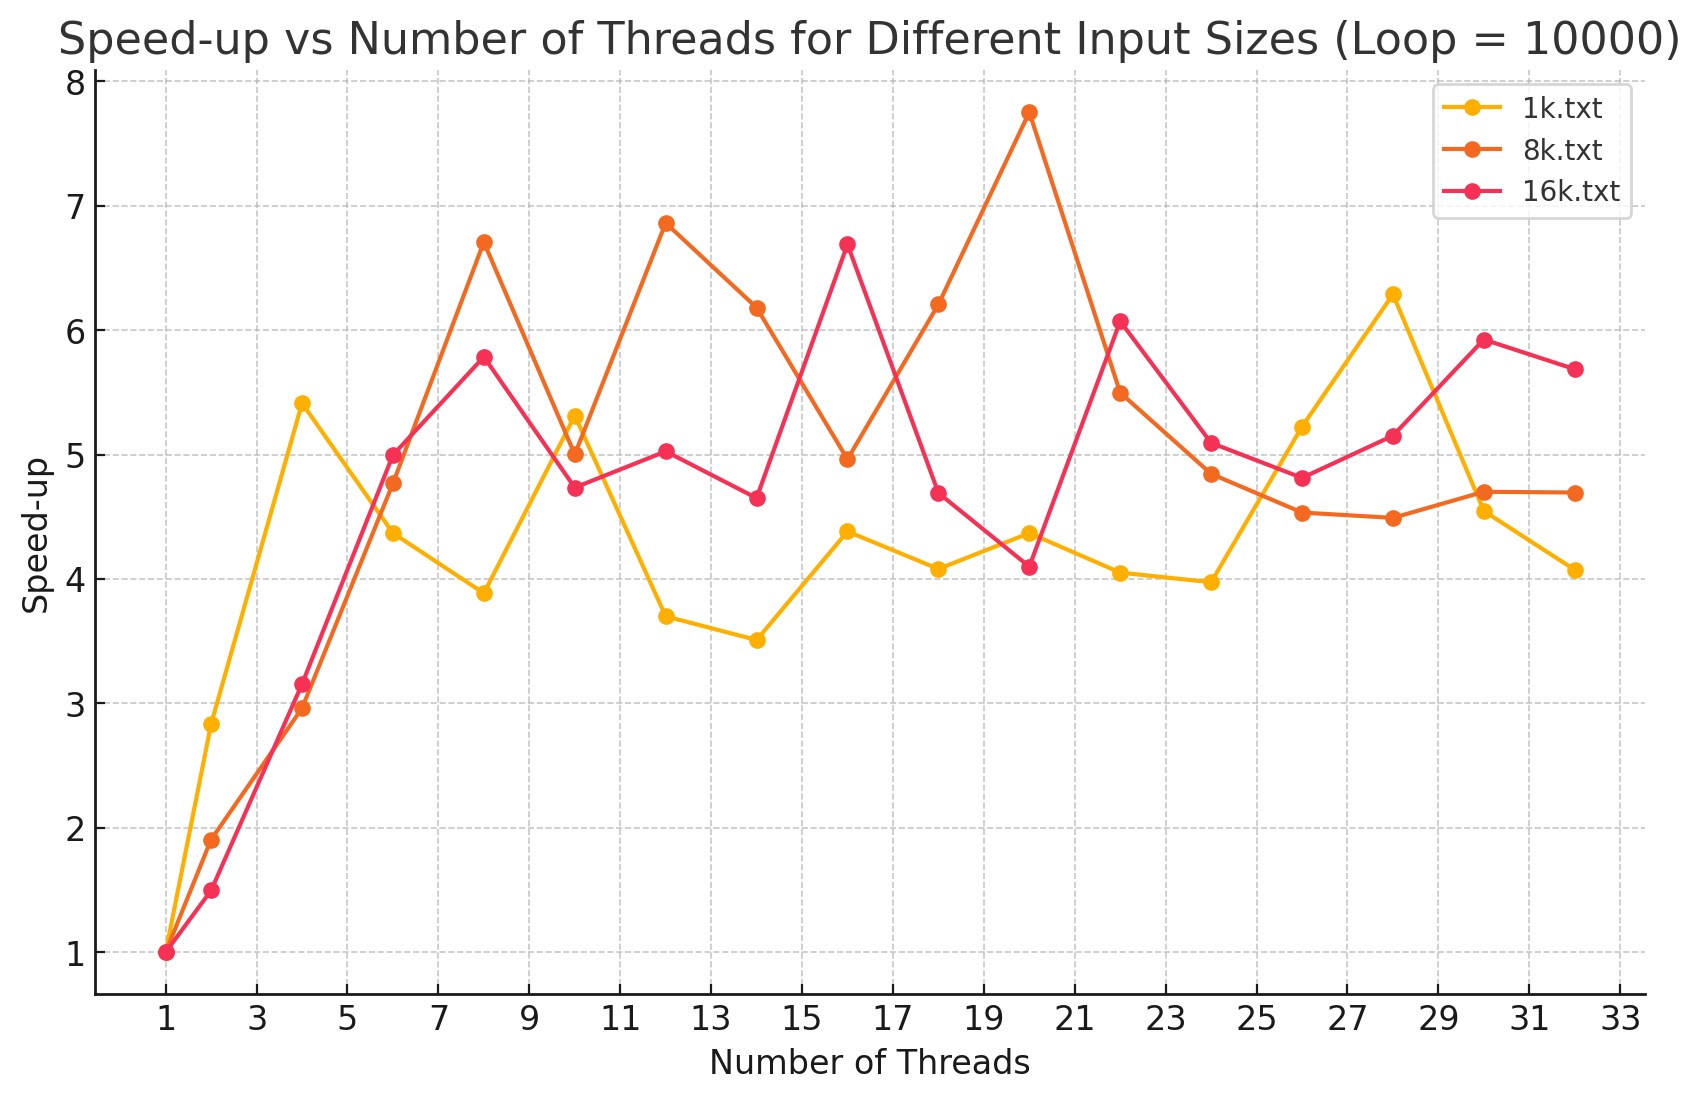 Speed-up vs Number of Threads for Different Input Sizes (Loop = 10000)
1k.txt
8k.txt
16k.txt
Speed-up
8
7
6
5
4
3
2
1
1 3 5 7 9 11 13 15 17 19 21 23 25 27 29 31 33
Number of Threads